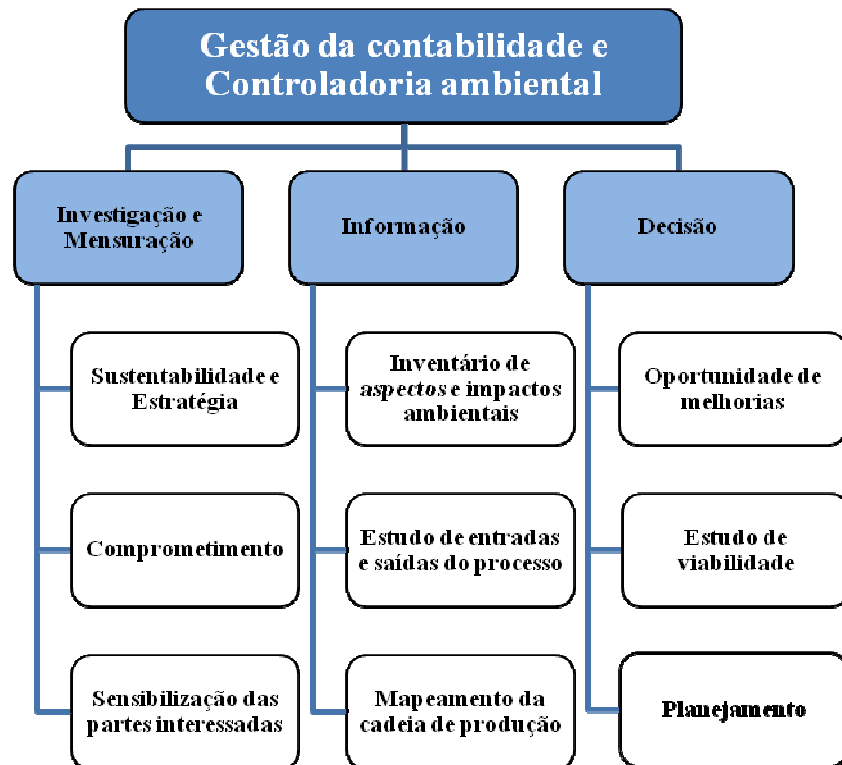 Gestão da contabilidade e
Controladoria ambiental
Investigação e
Mensuração
Informação
Decisão
Sustentabilidade e
Estratégia
Inventário de
aspectos e impactos
ambientais
Oportunidade de
melhorias
Comprometimento
Estudo de entradas
e saídas do processo
Estudo de
viabilidade
Sensibilização das
partes interessadas
Mapeamento da
cadeia de produção
Planejamento